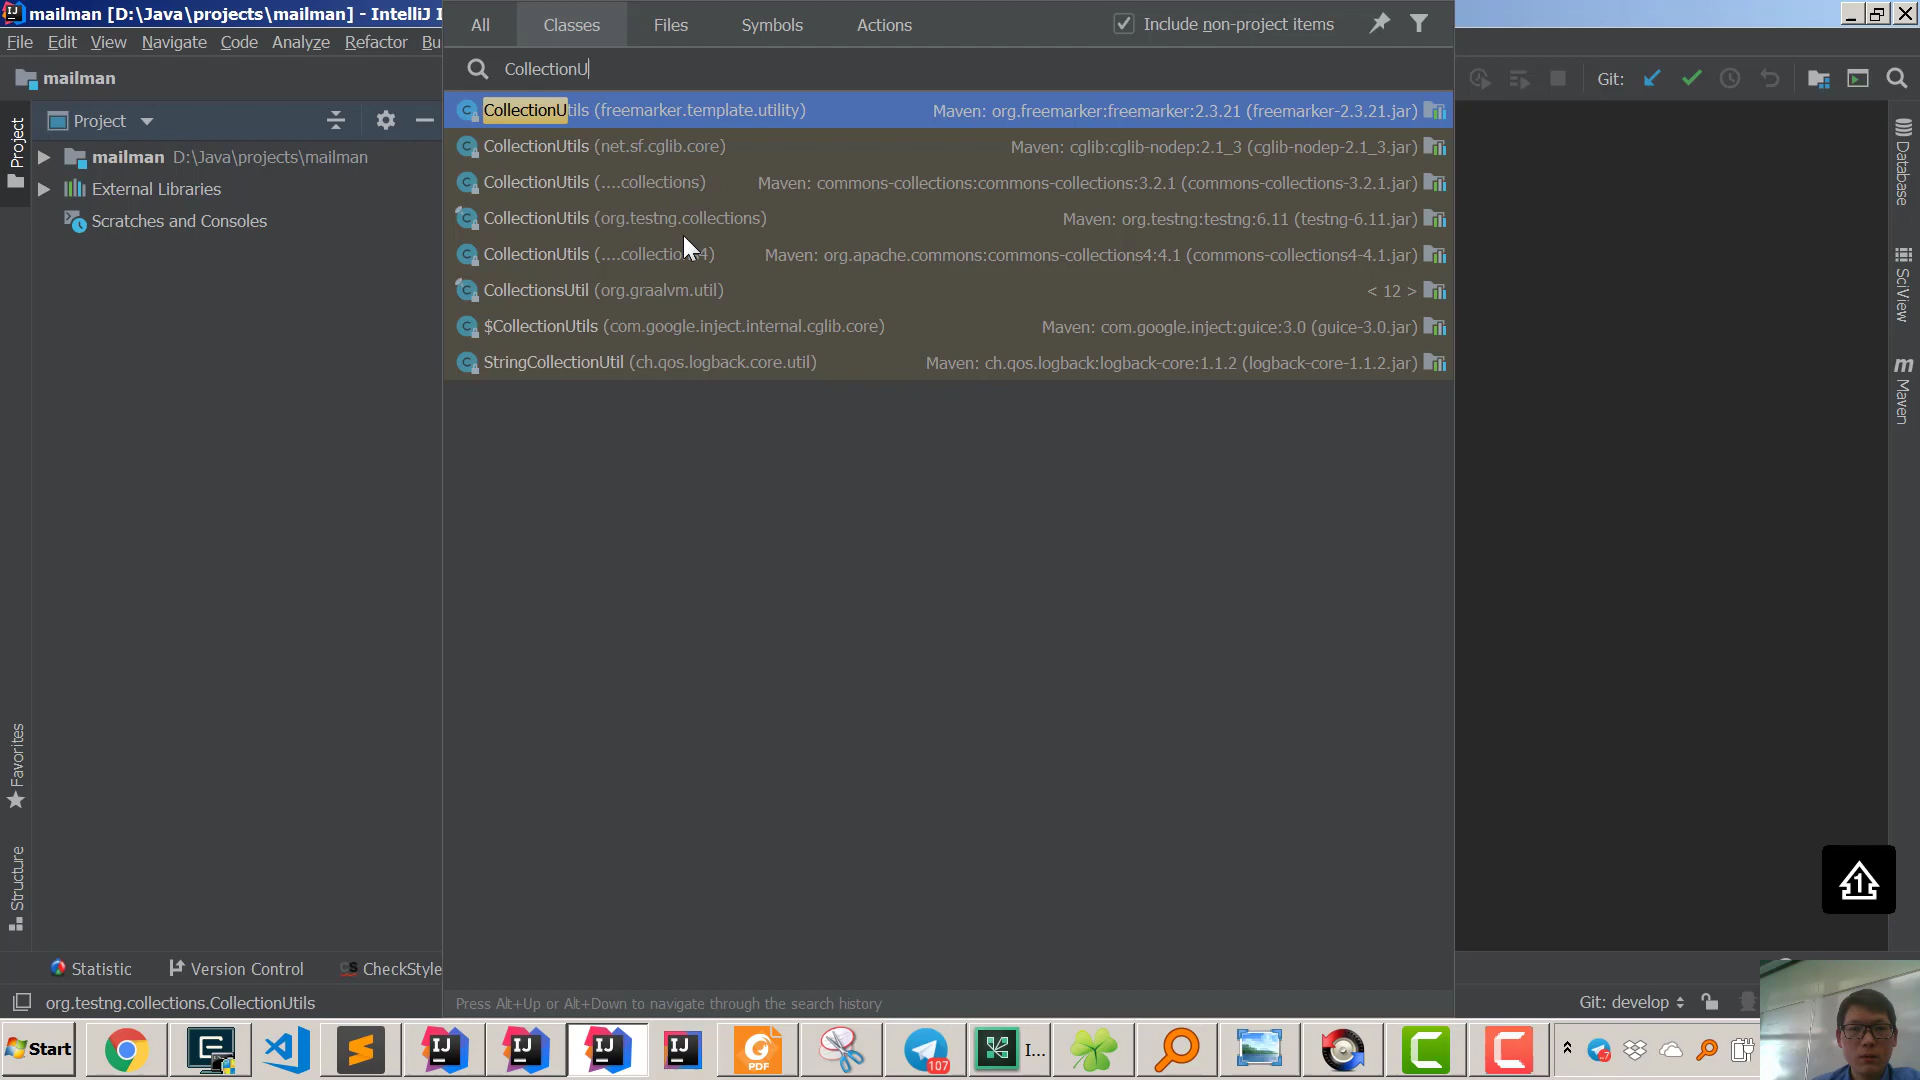 mailman [D:\Java\projects\mailman] - IntelliJ I
File Edit View Navigate Code Analyze Refactor Bu
mailman
Project
mailman D:\Java\projects\mailman
External Libraries
Scratches and Consoles
Project
Favorites
Structure
All Classes Files Symbols Actions Include non-project items
CollectionU
CollectionUtils (freemarker.template.utility) Maven: org.freemarker:freemarker:2.3.21 (freemarker-2.3.21.jar)
CollectionUtils (net.sf.cglib.core) Maven: cglib:cglib-nodep:2.1_3 (cglib-nodep-2.1_3.jar)
CollectionUtils (....collections) Maven: commons-collections:commons-collections:3.2.1 (commons-collections-3.2.1.jar)
CollectionUtils (org.testng.collections) Maven: org.testng:testng:6.11 (testng-6.11.jar)
CollectionUtils Maven: org.apache.commons:commons-collections4:4.1 (commons-collections4-4.1.jar)
CollectionsUtil (org.graalvm.util) < 12 >
$CollectionUtils (com.google.inject.internal.cglib.core) Maven: com.google.inject:guice:3.0 (guice-3.0.jar)
StringCollectionUtil (ch.qos.logback.core.util) Maven: ch.qos.logback:logback-core:1.1.2 (logback-core-1.1.2.jar)
Press Alt+Up or Alt+Down to navigate through the search history
Git:
Database
SciView
m
Maven
1
Statistic Version Control CS CheckStyle
org.testng.collections.CollectionUtils
Git: develop
Start
IJ
IJ
IJ
IJ
PDF
107
I...
7